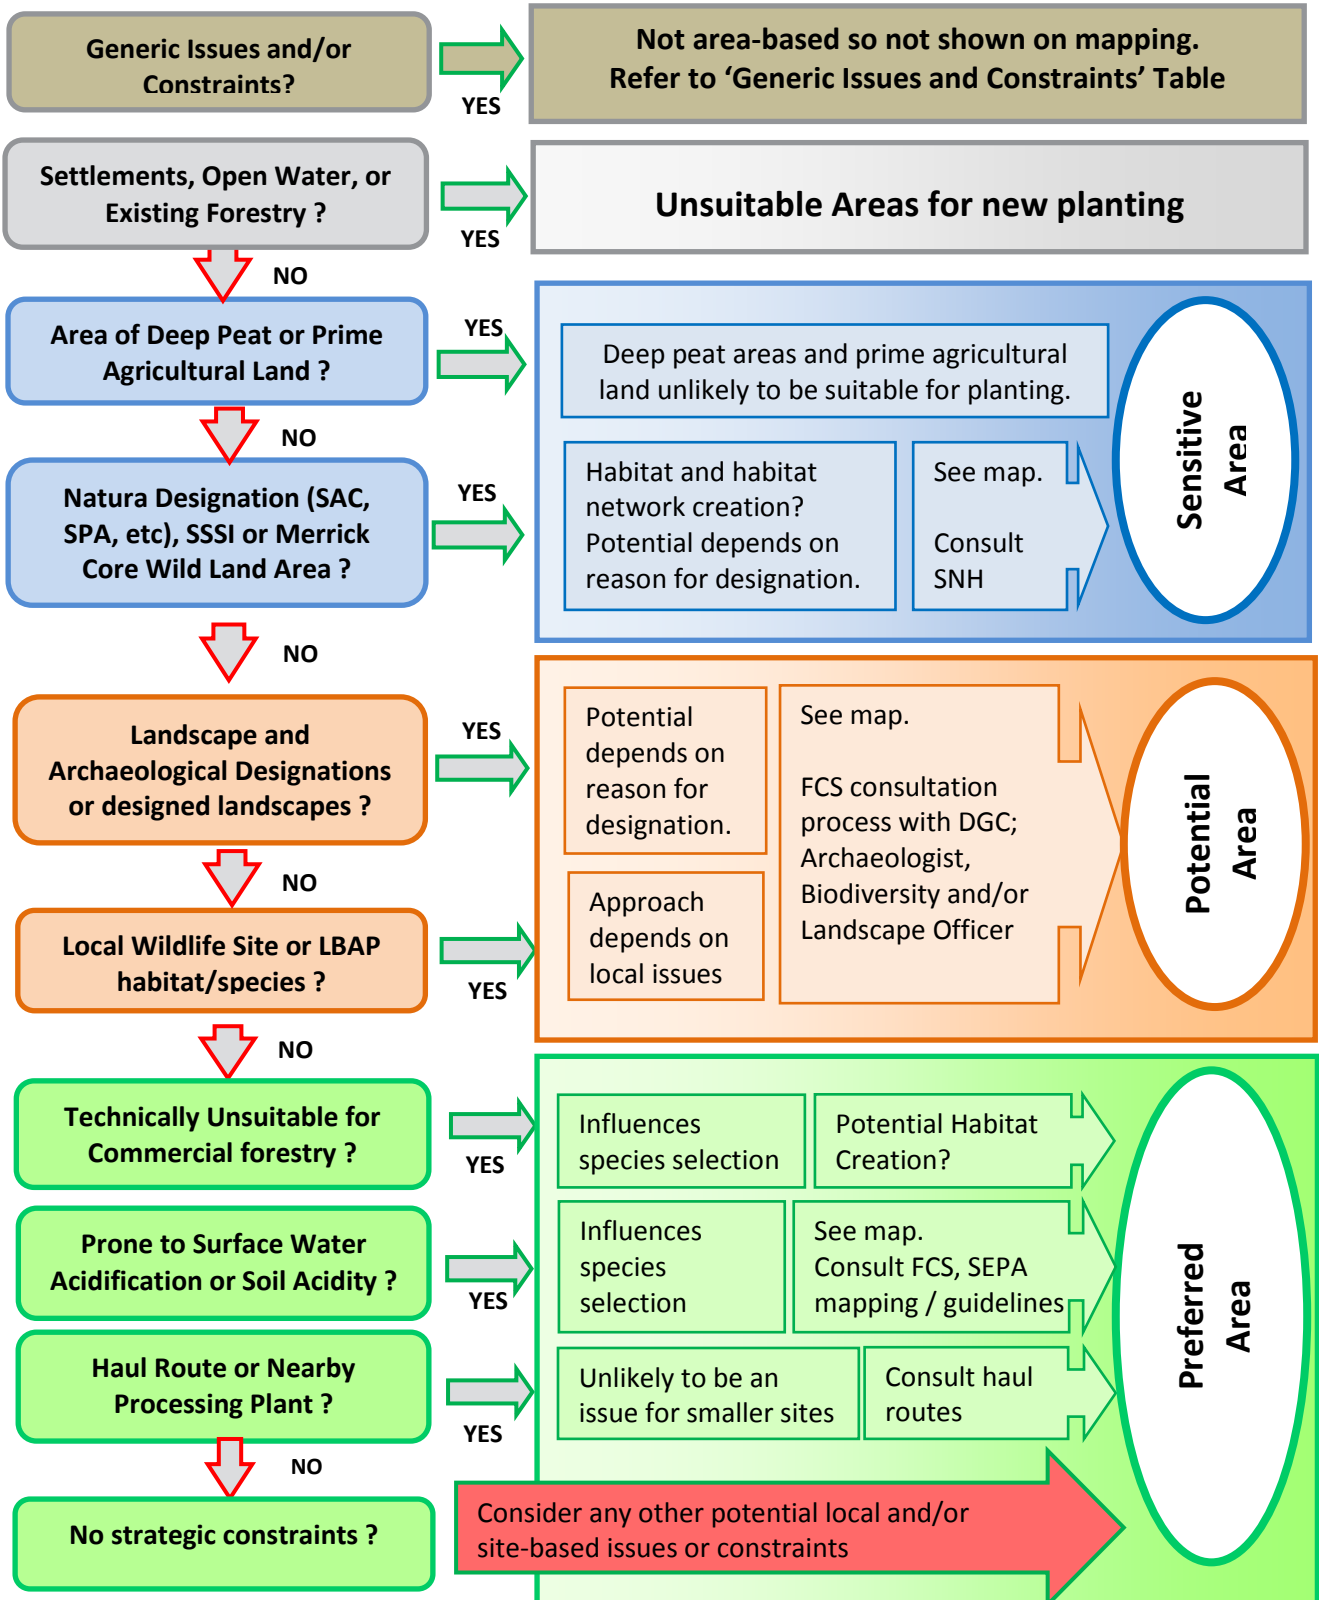 Generic Issues and/or
Constraints?
YES
Not area-based so not shown on mapping.
Refer to ‘Generic Issues and Constraints’ Table
Settlements, Open Water, or
Existing Forestry ?
YES
Unsuitable Areas for new planting
NO
Area of Deep Peat or Prime
Agricultural Land ?
YES
Deep peat areas and prime agricultural
land unlikely to be suitable for planting.
NO
Natura Designation (SAC,
SPA, etc), SSSI or Merrick
Core Wild Land Area ?
YES
Habitat and habitat
network creation?
Potential depends on
reason for designation.
See map.
Consult
SNH
Sensitive
Area
NO
Landscape and
Archaeological Designations
or designed landscapes ?
YES
Potential
depends on
reason for
designation.
See map.
FCS consultation
process with DGC;
Archaeologist,
Biodiversity and/or
Landscape Officer
Potential
Area
NO
Local Wildlife Site or LBAP
habitat/species ?
YES
Approach
depends on
local issues
NO
Technically Unsuitable for
Commercial forestry ?
YES
Influences
species selection
Potential Habitat
Creation?
Prone to Surface Water
Acidification or Soil Acidity ?
YES
Influences
species
selection
See map.
Consult FCS, SEPA
mapping / guidelines
Preferred
Area
Haul Route or Nearby
Processing Plant ?
YES
Unlikely to be an
issue for smaller sites
Consult haul
routes
NO
No strategic constraints ?
Consider any other potential local and/or
site-based issues or constraints